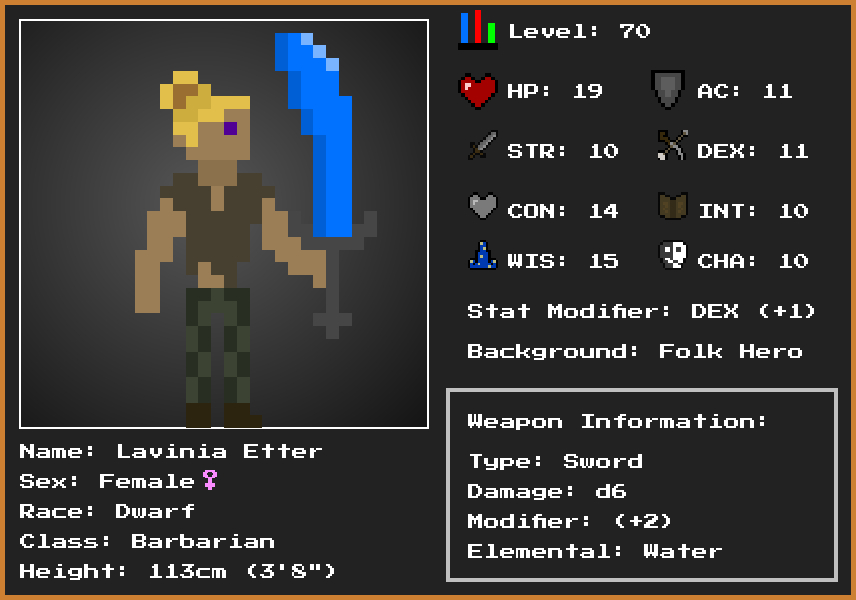 Level: 70
HP: 19 AC: 11
STR: 10 DEX: 11
CON: 14 INT: 10
WIS: 15 CHA: 10
Stat Modifier: DEX (+1)
Background: Folk Hero
Weapon Information:
Type: Sword
Damage: d6
Modifier: (+2)
Elemental: Water
Name: Lavinia Etter
Sex: Female♀
Race: Dwarf
Class: Barbarian
Height: 113cm (3'8")